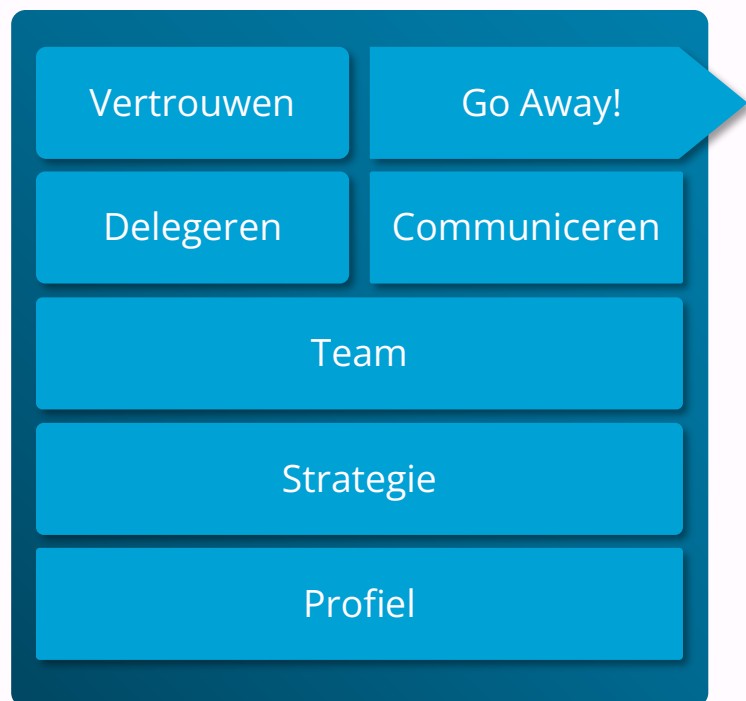 Vertrouwen
Go Away!
Delegeren
Communiceren
Team
Strategie
Profiel